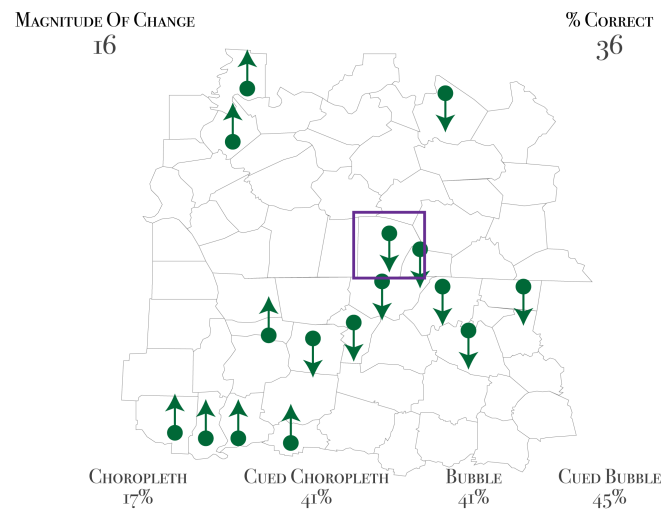 Magnitude Of Change
16
% Correct
36
Choropleth
17%
Cued Choropleth
41%
Bubble
41%
Cued Bubble
45%